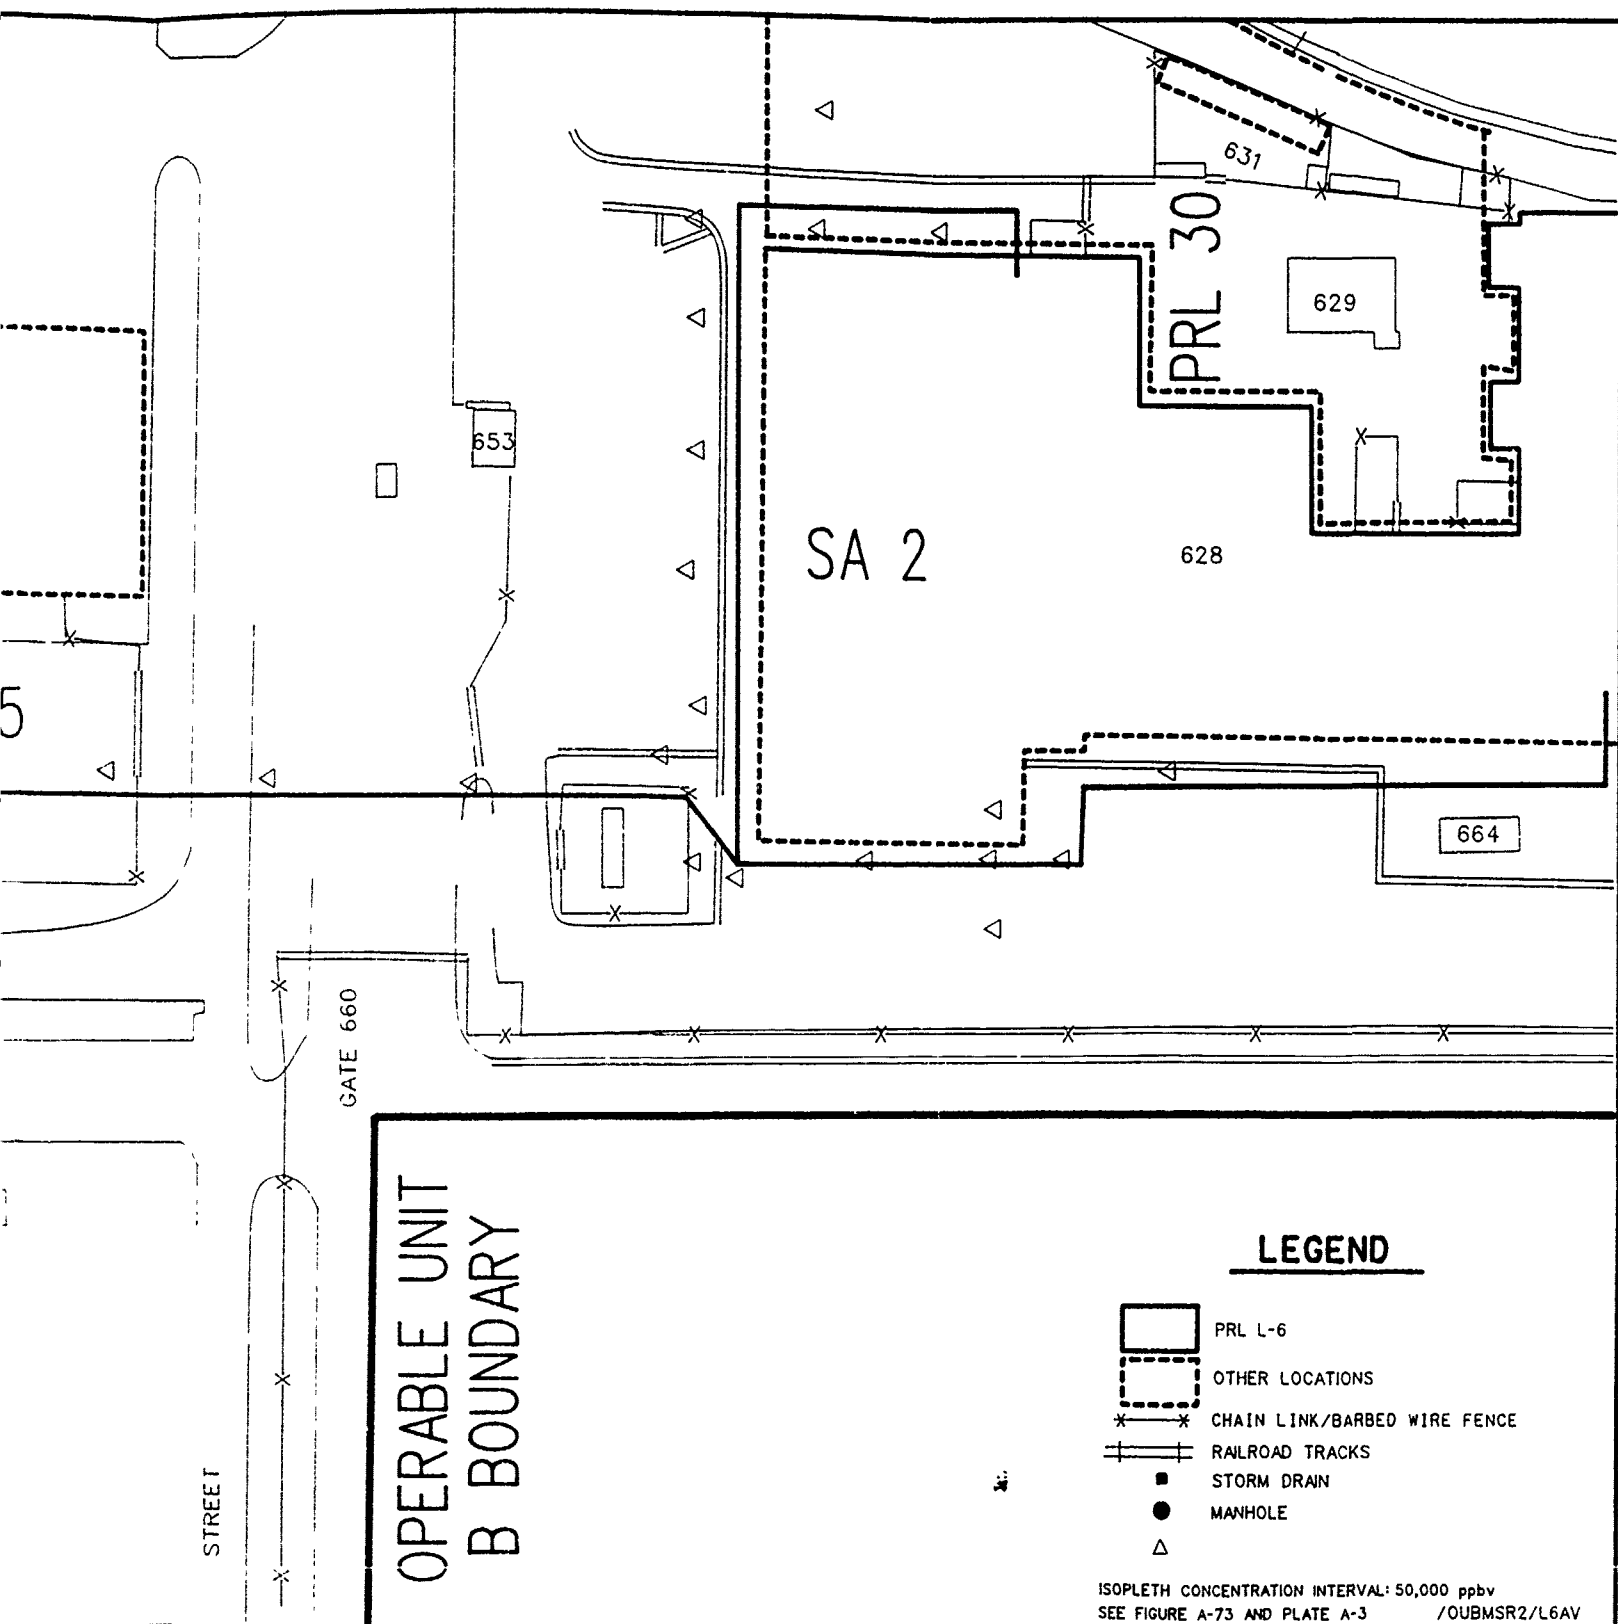 631
PRL 30
629
653
SA 2
628
5
664
GATE 660
OPERABLE UNIT
B BOUNDARY
STREET
LEGEND
PRL L-6
OTHER LOCATIONS
CHAIN LINK/BARBED WIRE FENCE
RAILROAD TRACKS
STORM DRAIN
MANHOLE
ISOPLETH CONCENTRATION INTERVAL: 50,000 ppbv
SEE FIGURE A-73 AND PLATE A-3 /OUBMSR2/L6AV